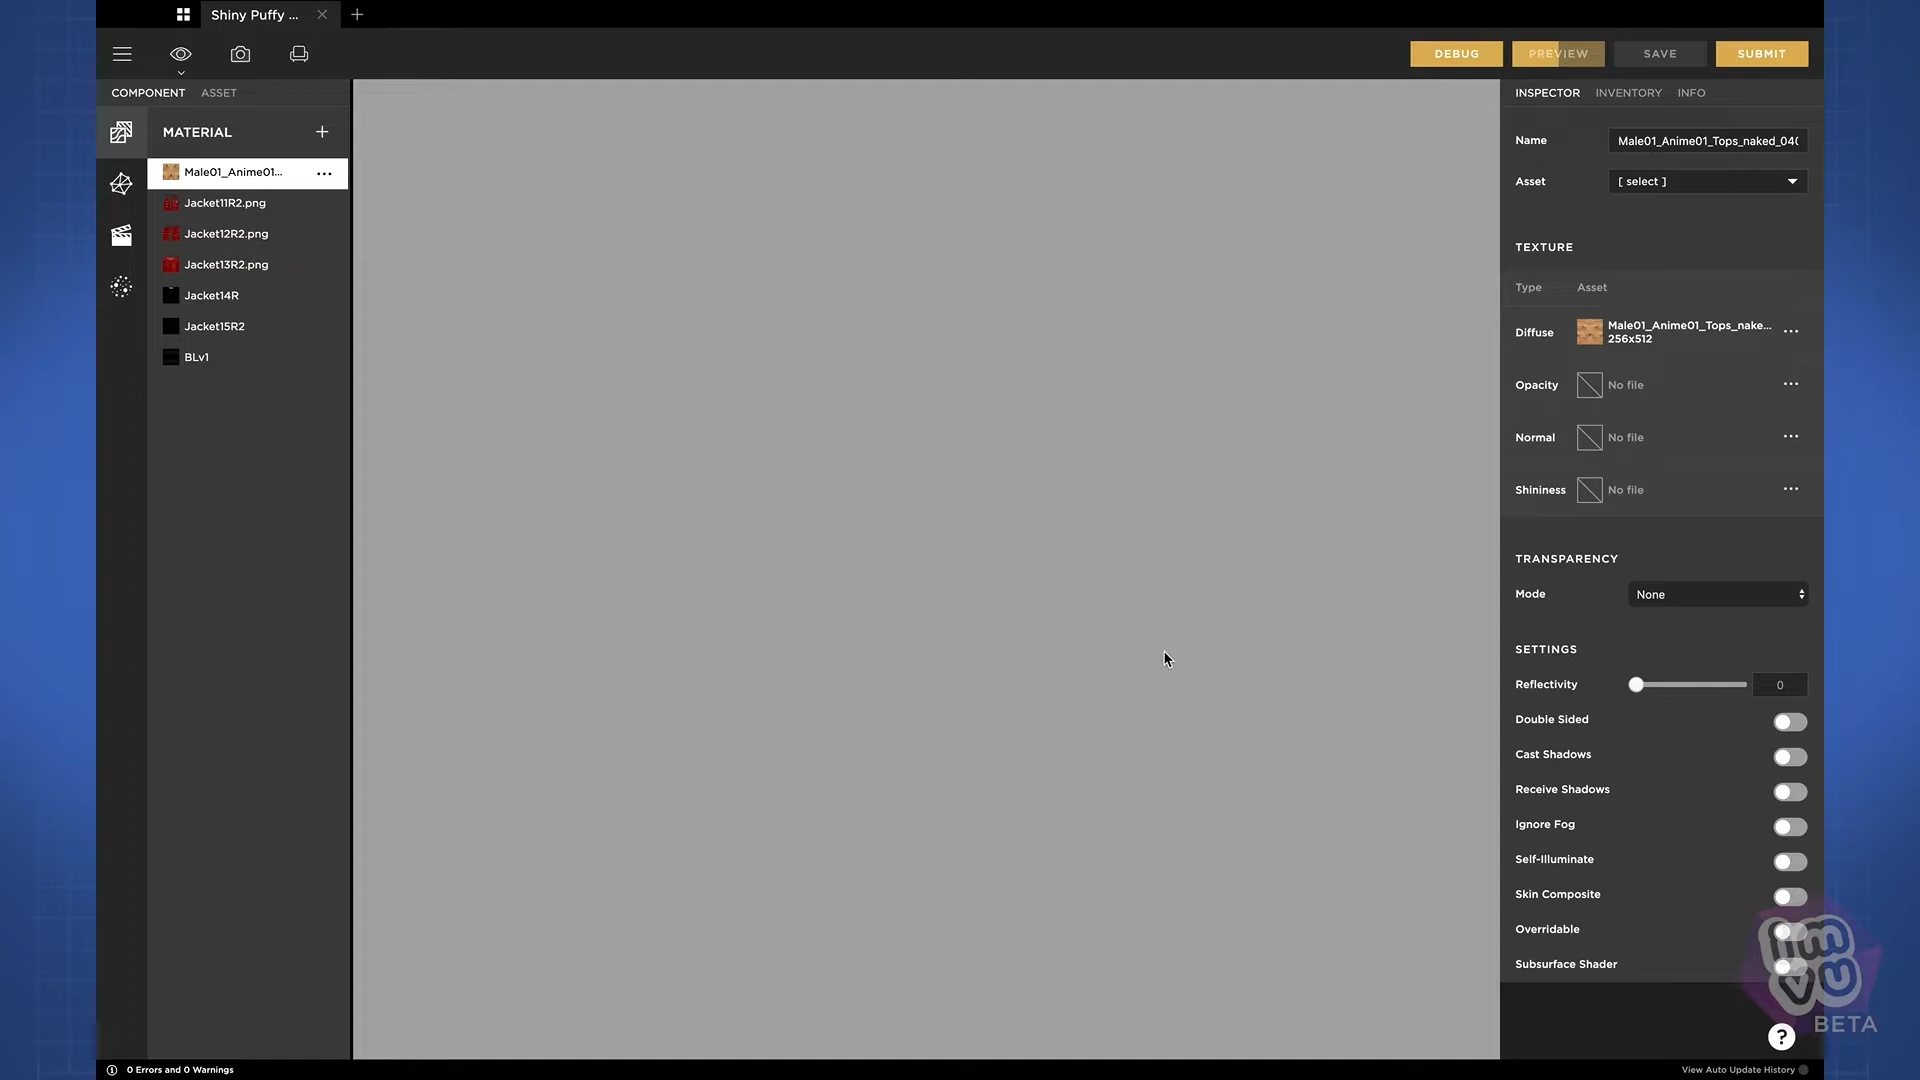 Shiny Puffy ...
DEBUG
PREVIEW
SAVE
SUBMIT
COMPONENT
ASSET
MATERIAL
Male01_Anime01...
Jacket11R2.png
Jacket12R2.png
Jacket13R2.png
Jacket14R
Jacket15R2
BLv1
INSPECTOR
INVENTORY
INFO
Name
Male01_Anime01_Tops_naked_04(
Asset
[ select ]
TEXTURE
Type
Asset
Diffuse
Male01_Anime01_Tops_nake...
256x512
Opacity
No file
Normal
No file
Shininess
No file
TRANSPARENCY
Mode
None
SETTINGS
Reflectivity
0
Double Sided
Cast Shadows
Receive Shadows
Ignore Fog
Self-Illuminate
Skin Composite
Overridable
Subsurface Shader
imvu
BETA
?
0 Errors and 0 Warnings
View Auto Update History